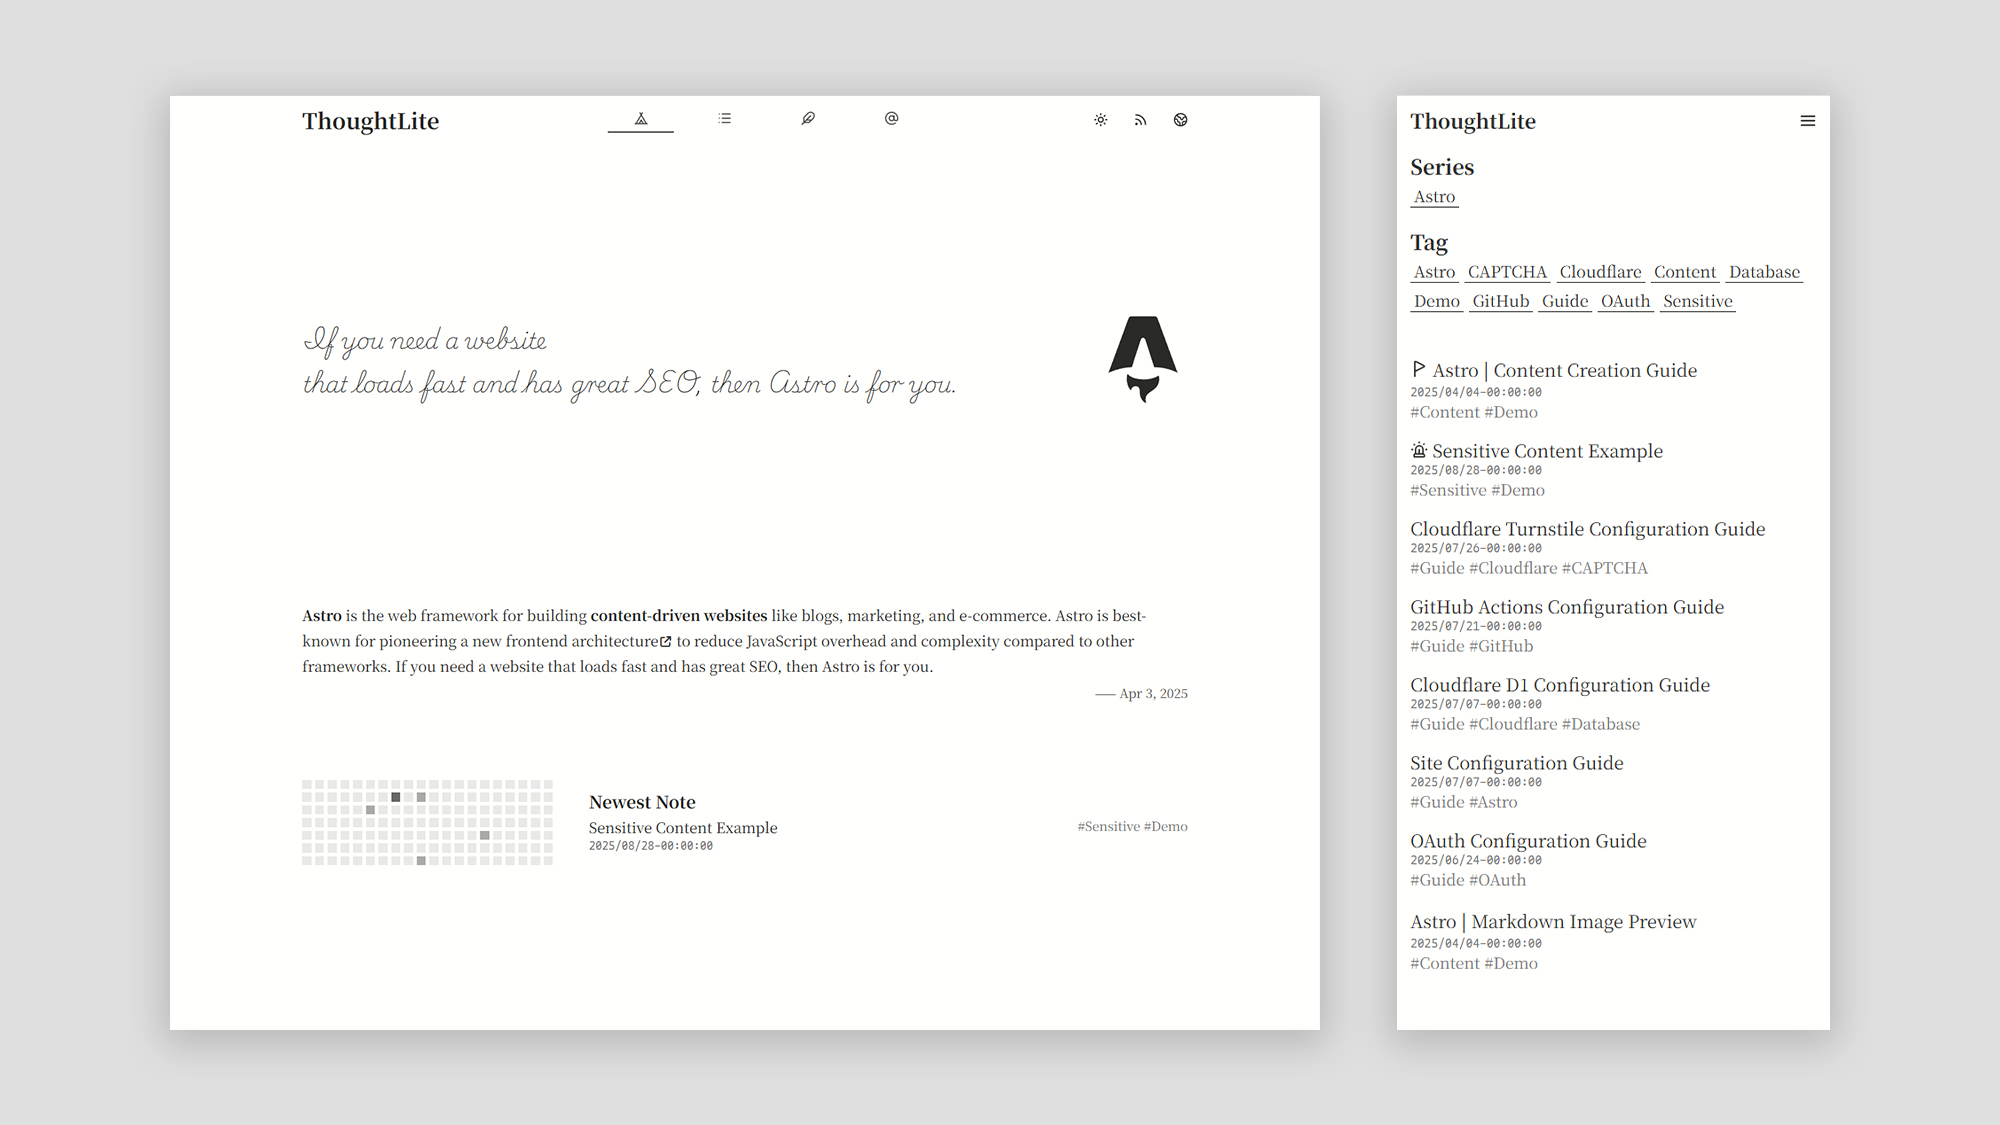 ThoughtLite
If you need a website
that loads fast and has great SEO, then Astro is for you.
Astro is the web framework for building content-driven websites like blogs, marketing, and e-commerce. Astro is best-
known for pioneering a new frontend architecture to reduce JavaScript overhead and complexity compared to other
frameworks. If you need a website that loads fast and has great SEO, then Astro is for you.
—— Apr 3, 2025
Newest Note
Sensitive Content Example
2025/08/28-00:00:00
#Sensitive #Demo
ThoughtLite
Series
Astro
Tag
Astro CAPTCHA Cloudflare Content Database
Demo GitHub Guide OAuth Sensitive
Astro | Content Creation Guide
2025/04/04-00:00:00
#Content #Demo
Sensitive Content Example
2025/08/28-00:00:00
#Sensitive #Demo
Cloudflare Turnstile Configuration Guide
2025/07/26-00:00:00
#Guide #Cloudflare #CAPTCHA
GitHub Actions Configuration Guide
2025/07/21-00:00:00
#Guide #GitHub
Cloudflare D1 Configuration Guide
2025/07/07-00:00:00
#Guide #Cloudflare #Database
Site Configuration Guide
2025/07/07-00:00:00
#Guide #Astro
OAuth Configuration Guide
2025/06/24-00:00:00
#Guide #OAuth
Astro | Markdown Image Preview
2025/04/04-00:00:00
#Content #Demo